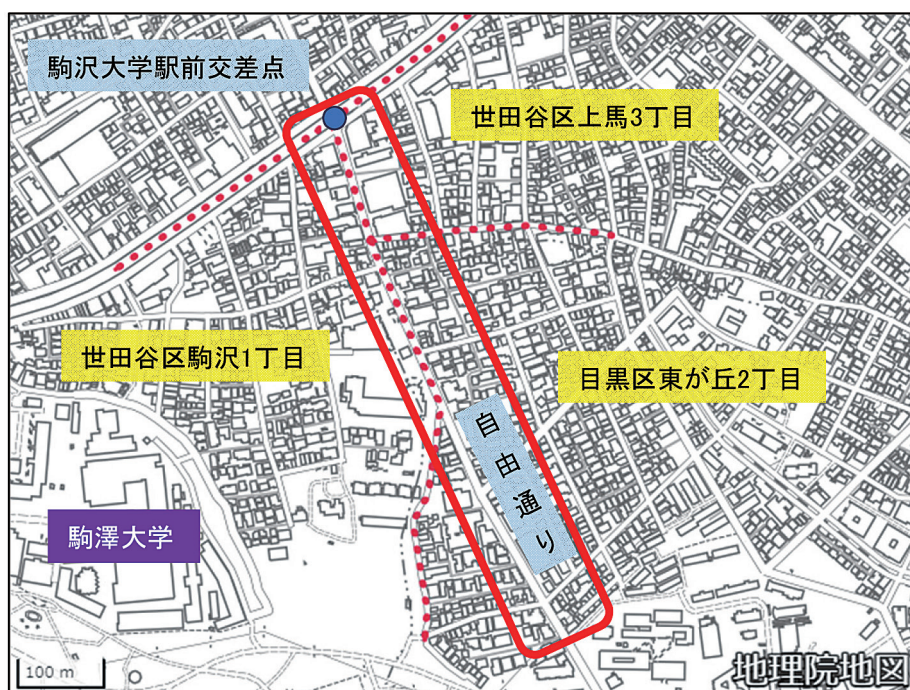 駒沢大学駅前交差点
世田谷区上馬3丁目
世田谷区駒沢1丁目
目黒区東が丘2丁目
自由通り
駒澤大学
100 m
地理院地図